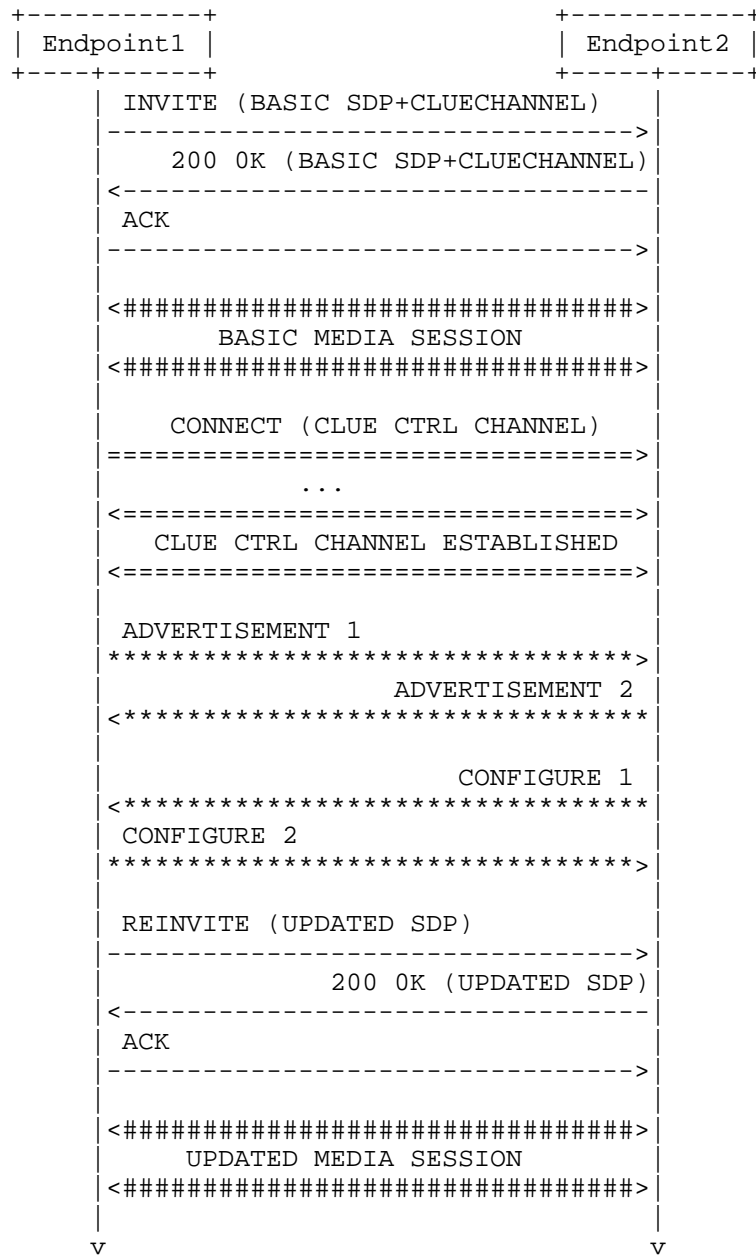 Endpoint1 Endpoint2
INVITE (BASIC SDP+CLUECHANNEL)
200 0K (BASIC SDP+CLUECHANNEL)
ACK
BASIC MEDIA SESSION
CONNECT (CLUE CTRL CHANNEL)
...
CLUE CTRL CHANNEL ESTABLISHED
ADVERTISEMENT 1
ADVERTISEMENT 2
CONFIGURE 1
CONFIGURE 2
REINVITE (UPDATED SDP)
200 0K (UPDATED SDP)
ACK
UPDATED MEDIA SESSION
v v